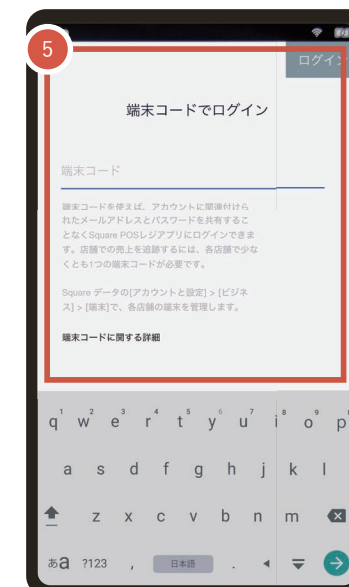 5
ログイン
端末コードでログイン
端末コード
端末コードを使えば、アカウントに関連付けら
れたメールアドレスとパスワードを共有するこ
となくSquare POSレジアプリにログインできま
す。店舗での売上を追跡するには、各店舗で少な
くとも1つの端末コードが必要です。
Square データの[アカウントと設定] > [ビジネ
ス] > [端末]で、各店舗の端末を管理します。
端末コードに関する詳細
q1 w2 e3 r4 t5 y6 u7 i8 o9 p
a s d f g h j k l
z x c v b n m
あa ?123 , 日本語 .